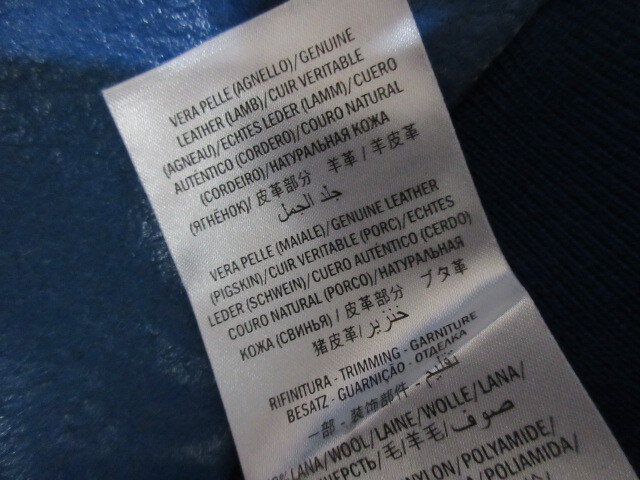 VERA PELLE (AGNELLO)/GENUINE
LEATHER (LAMB)/CUIR VERITABLE
(AGNEAU)/ECHTES LEDER (LAMM)/CUERO
AUTÉNTICO (CORDERO)/COURO NATURAL
(CORDEIRO)/НАТУРАЛЬНАЯ КОЖА
(ЯГНЁНОК)/ 皮革部分 羊革/羊皮革
جلد الجمل
VERA PELLE (MAIALE)/GENUINE LEATHER
(PIGSKIN)/CUIR VERITABLE (PORC)/ECHTES
LEDER (SCHWEIN)/CUERO AUTÉNTICO (CERDO)
COURO NATURAL (PORCO)/НАТУРАЛЬНАЯ
КОЖА (СВИНЬЯ) / 皮革部分 ブタ革
猪皮革/ خنزير
RIFINITURA - TRIMMING - GARNITURE
BESATZ - GUARNIÇÃO - ОТДЕЛКА
一部 - 装饰部件 - تقليم
% LANA/WOOL/LAINE/WOLLE/LANA/
ШЕРСТЬ/毛/羊毛/ صوف
NYLON/POLYAMIDE/
POLIAMIDA/